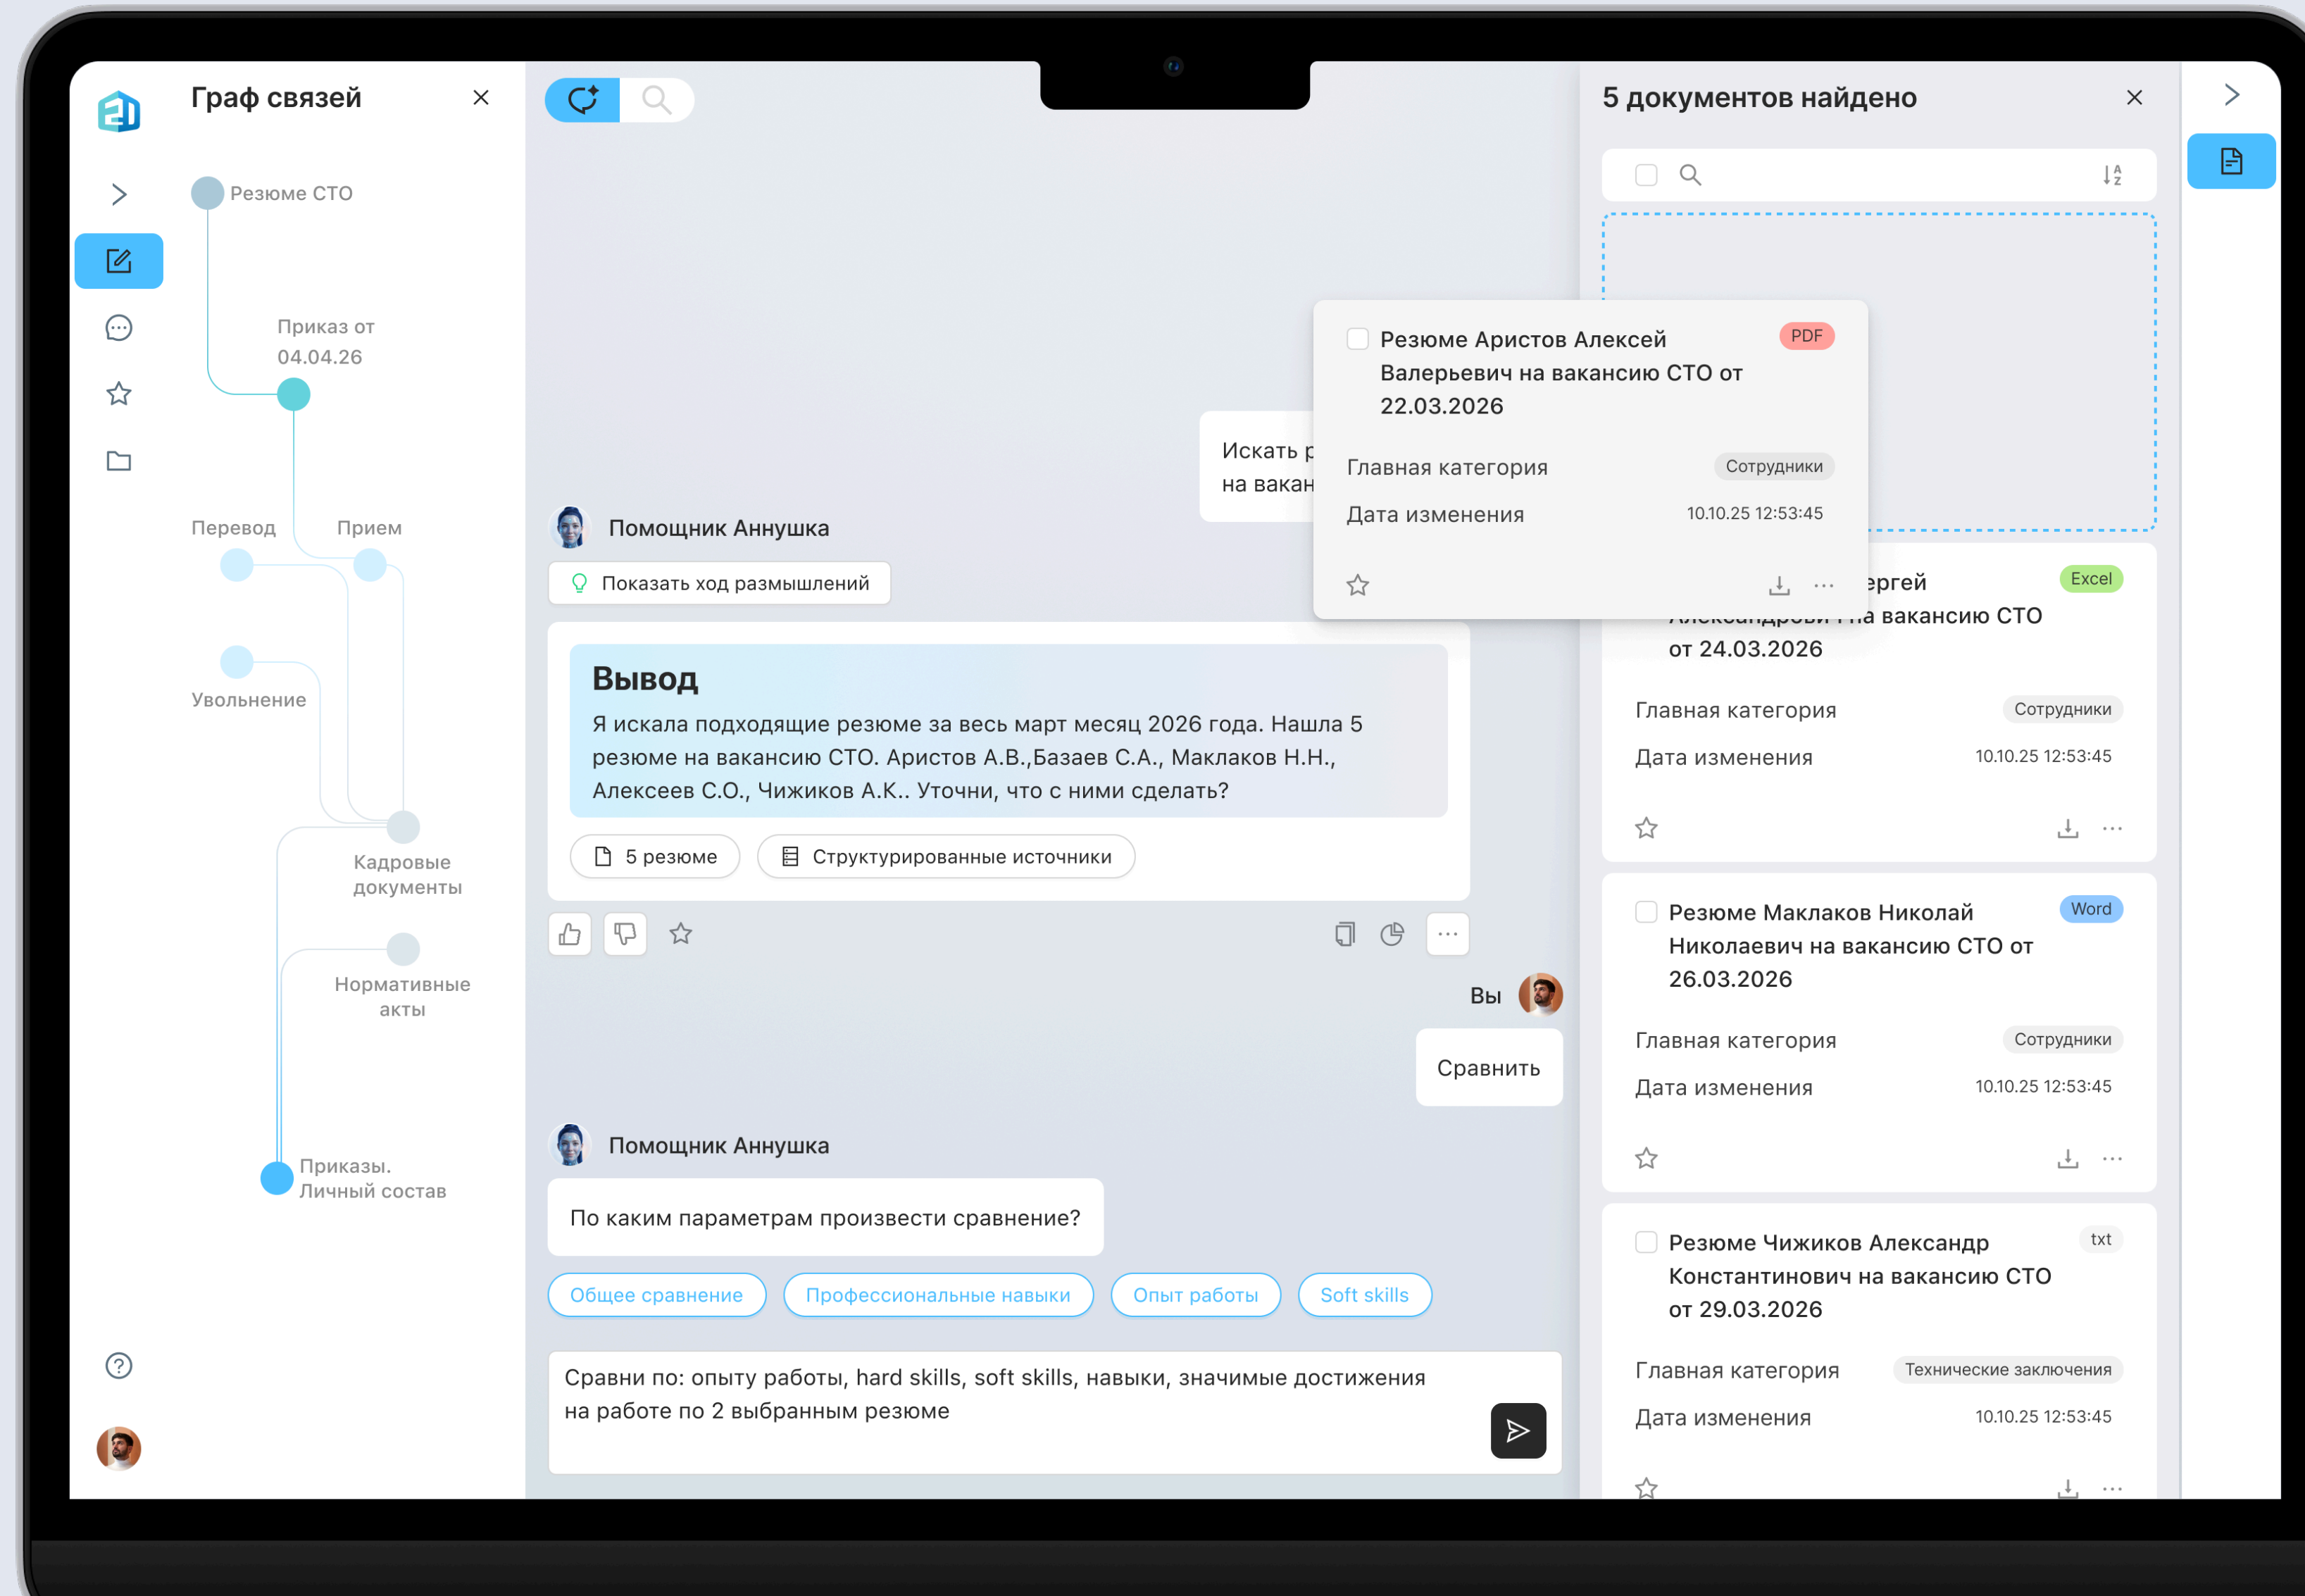 Граф связей
Резюме СТО
Приказ от
04.04.26
Перевод
Прием
Увольнение
Кадровые
документы
Нормативные
акты
Приказы.
Личный состав
Искать
на вакан
Помощник Аннушка
Показать ход размышлений
Вывод
Я искала подходящие резюме за весь март месяц 2026 года. Нашла 5
резюме на вакансию СТО. Аристов А.В.,Базаев С.А., Маклаков Н.Н.,
Алексеев С.О., Чижиков А.К.. Уточни, что с ними сделать?
5 резюме
Структурированные источники
Вы
Сравнить
Помощник Аннушка
По каким параметрам произвести сравнение?
Общее сравнение
Профессиональные навыки
Опыт работы
Soft skills
Сравни по: опыту работы, hard skills, soft skills, навыки, значимые достижения
на работе по 2 выбранным резюме
5 документов найдено
Резюме Аристов Алексей
Валерьевич на вакансию СТО от
22.03.2026
PDF
Главная категория
Сотрудники
Дата изменения
10.10.25 12:53:45
ергей
Excel
на вакансию СТО
от 24.03.2026
Главная категория
Сотрудники
Дата изменения
10.10.25 12:53:45
Резюме Маклаков Николай
Николаевич на вакансию СТО от
26.03.2026
Word
Главная категория
Сотрудники
Дата изменения
10.10.25 12:53:45
Резюме Чижиков Александр
Константинович на вакансию СТО
от 29.03.2026
txt
Главная категория
Технические заключения
Дата изменения
10.10.25 12:53:45